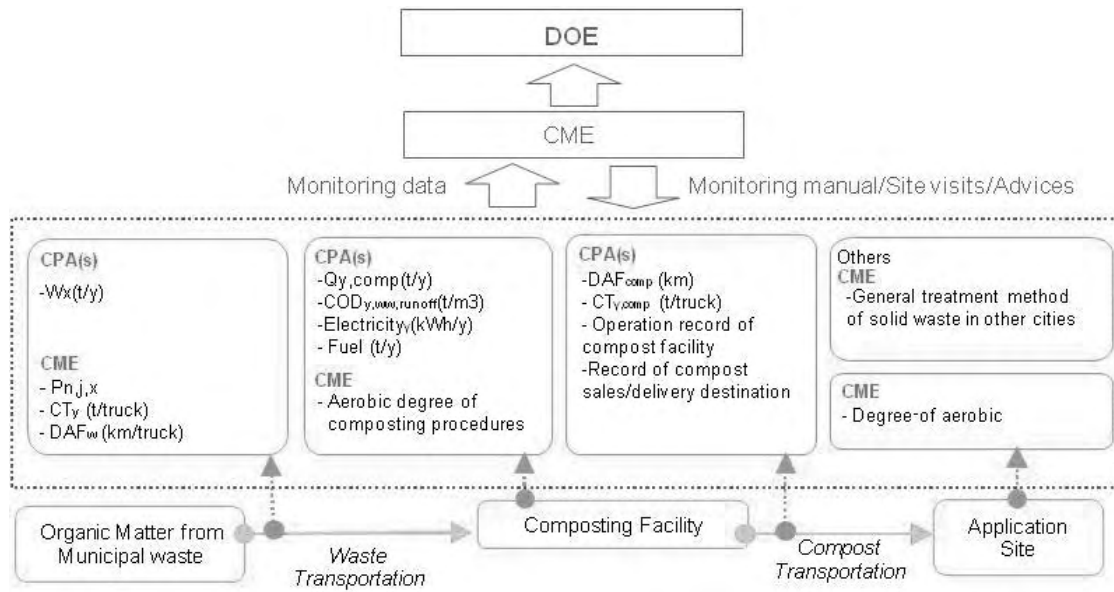 DOE
CME
Monitoring data
Monitoring manual/Site visits/Advices
CPA(s)
-Wx(t/y)
CME
- Pn,j,x
- CTy (t/truck)
- DAFw (km/truck)
CPA(s)
-Qy,comp(t/y)
-CODy,ww,runoff(t/m3)
-Electricityy(kWh/y)
- Fuel (t/y)
CME
- Aerobic degree of
composting procedures
CPA(s)
-DAFcomp (km)
- CTy,comp (t/truck)
- Operation record of
compost facility
-Record of compost
sales/delivery destination
Others
CME
-General treatment method
of solid waste in other cities
CME
- Degree-of aerobic
Organic Matter from
Municipal waste
Waste
Transportation
Composting Facility
Compost
Transportation
Application
Site